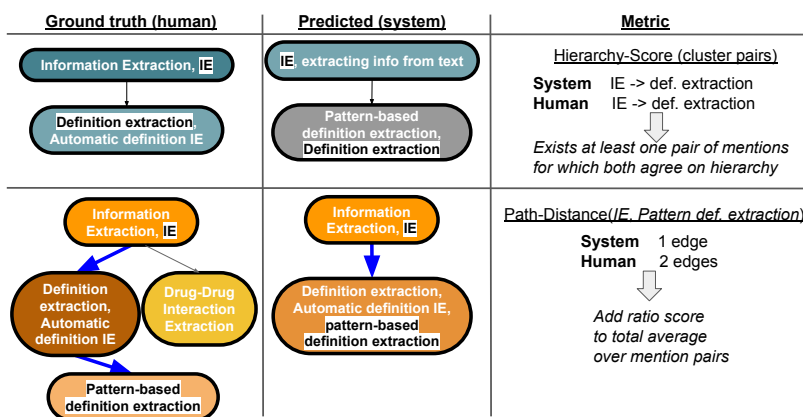 Ground truth (human)
Predicted (system)
Metric
Information Extraction, IE
Definition extraction,
Automatic definition IE
IE, extracting info from text
Pattern-based
definition extraction,
Definition extraction
Hierarchy-Score (cluster pairs)
System IE -> def. extraction
Human IE -> def. extraction
Exists at least one pair of mentions
for which both agree on hierarchy
Information
Extraction, IE
Definition
extraction,
Automatic
definition IE
Drug-Drug
Interaction
Extraction
Pattern-based
definition extraction
Information
Extraction, IE
Definition extraction,
Automatic definition IE,
pattern-based
definition extraction
Path-Distance(IE, Pattern def. extraction)
System 1 edge
Human 2 edges
Add ratio score
to total average
over mention pairs